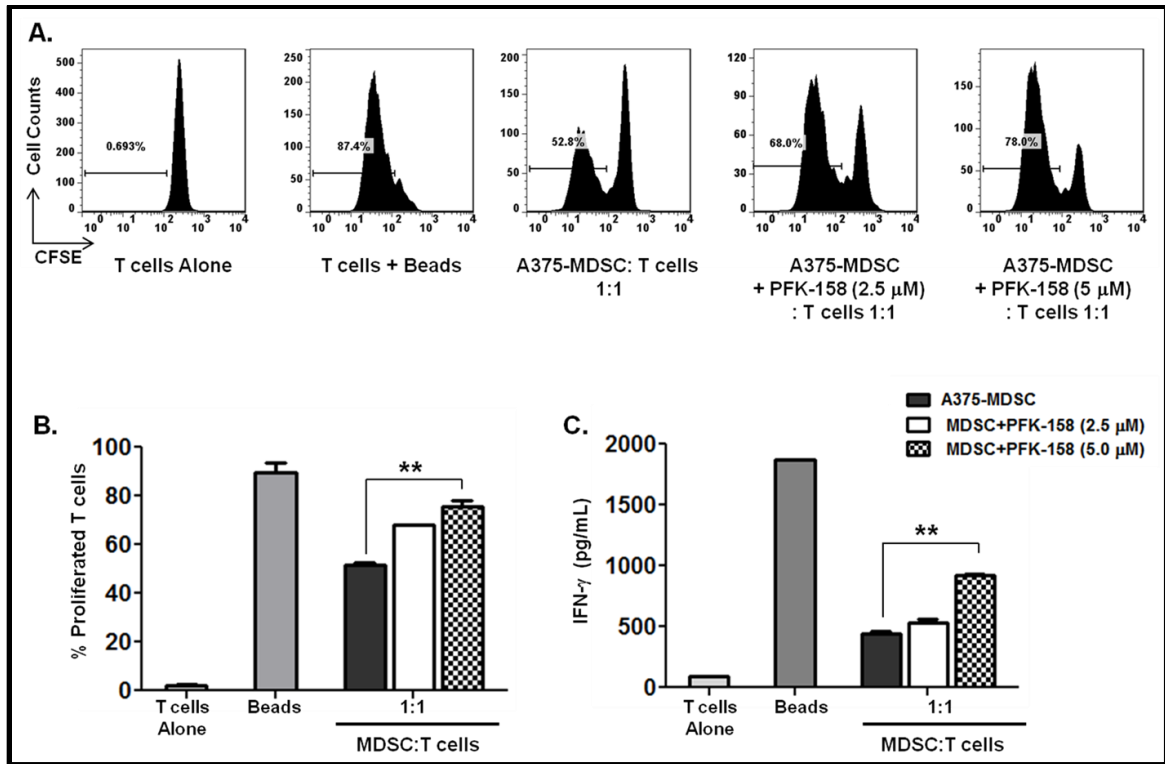 A.
Cell Counts
CFSE
500
400
300
200
100
0
0.693%
10⁰ 10¹ 10² 10³ 10⁴
T cells Alone
250
200
150
100
50
0
87.4%
10⁰ 10¹ 10² 10³ 10⁴
T cells + Beads
200
150
100
50
0
52.8%
10⁰ 10¹ 10² 10³ 10⁴
A375-MDSC: T cells
1:1
120
90
60
30
0
68.0%
10⁰ 10¹ 10² 10³ 10⁴
A375-MDSC
+ PFK-158 (2.5 μM)
: T cells 1:1
150
100
50
0
78.0%
10⁰ 10¹ 10² 10³ 10⁴
A375-MDSC
+ PFK-158 (5 μM)
: T cells 1:1
B.
% Proliferated T cells
100
80
60
40
20
0
**
T cells
Alone
Beads
1:1
MDSC:T cells
C.
A375-MDSC
MDSC+PFK-158 (2.5 μM)
MDSC+PFK-158 (5.0 μM)
IFN-γ (pg/mL)
2000
1500
1000
500
0
**
T cells
Alone
Beads
1:1
MDSC:T cells